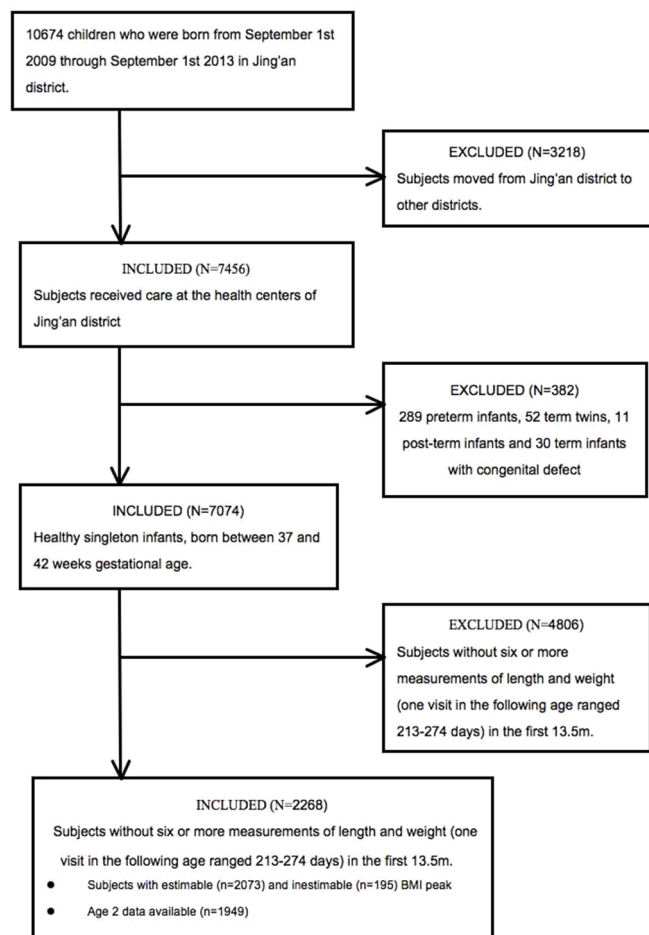 10674 children who were born from September 1st
2009 through September 1st 2013 in Jing'an
district.
EXCLUDED (N=3218)
Subjects moved from Jing'an district to
other districts.
INCLUDED (N=7456)
Subjects received care at the health centers of
Jing'an district
EXCLUDED (N=382)
289 preterm infants, 52 term twins, 11
post-term infants and 30 term infants
with congenital defect
INCLUDED (N=7074)
Healthy singleton infants, born between 37 and
42 weeks gestational age.
EXCLUDED (N=4806)
Subjects without six or more
measurements of length and weight
(one visit in the following age ranged
213-274 days) in the first 13.5m.
INCLUDED (N=2268)
Subjects without six or more measurements of length and weight (one
visit in the following age ranged 213-274 days) in the first 13.5m.
● Subjects with estimable (n=2073) and inestimable (n=195) BMI peak
● Age 2 data available (n=1949)